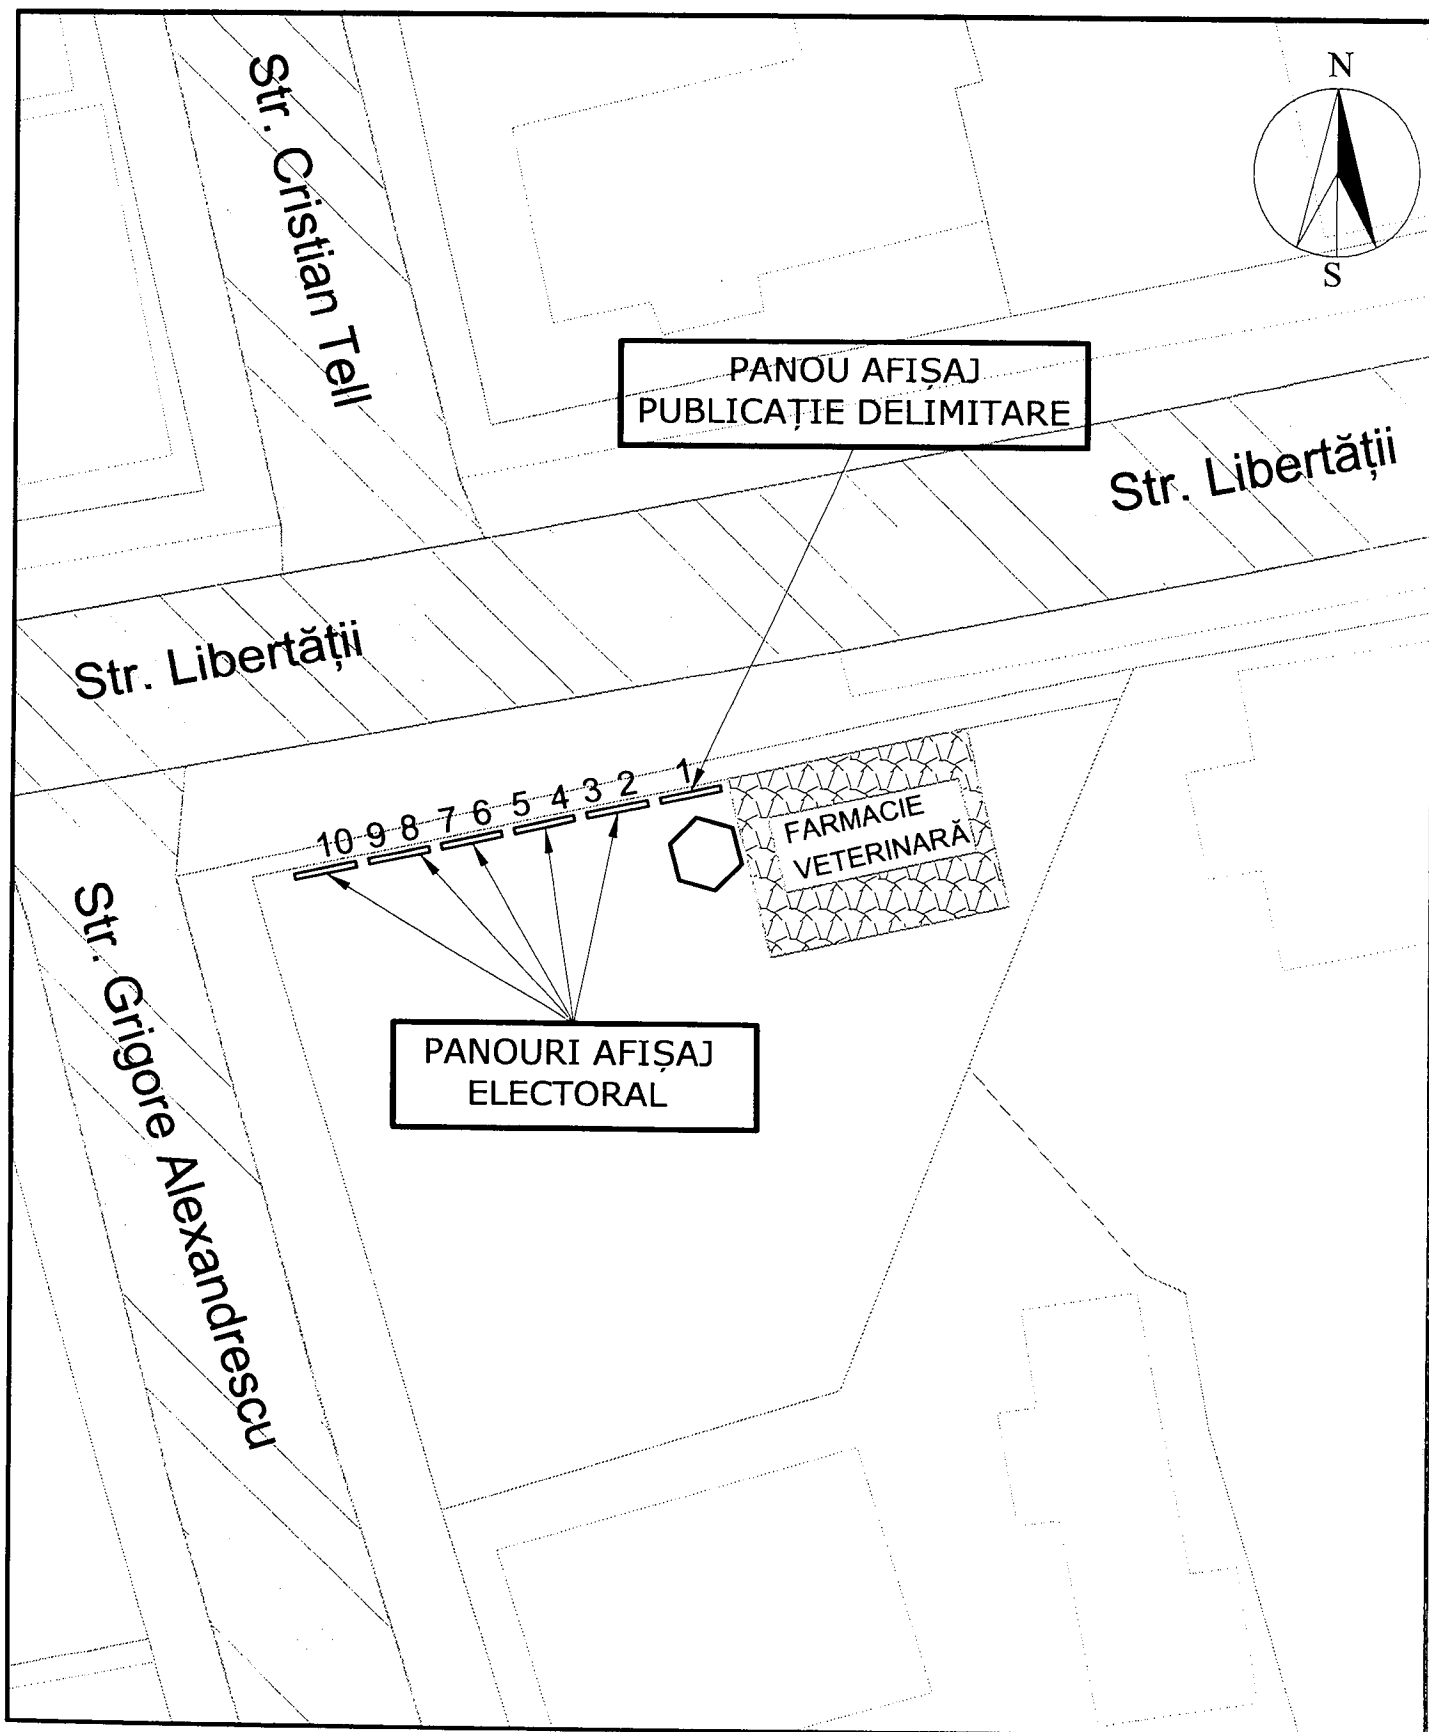 Str. Cristian Tell
N
S
PANOU AFIȘAJ
PUBLICAȚIE DELIMITARE
Str. Libertății
Str. Libertății
10 9 8 7 6 5 4 3 2 1
FARMACIE
VETERINARĂ
Str. Grigore Alexandrescu
PANOURI AFIȘAJ
ELECTORAL